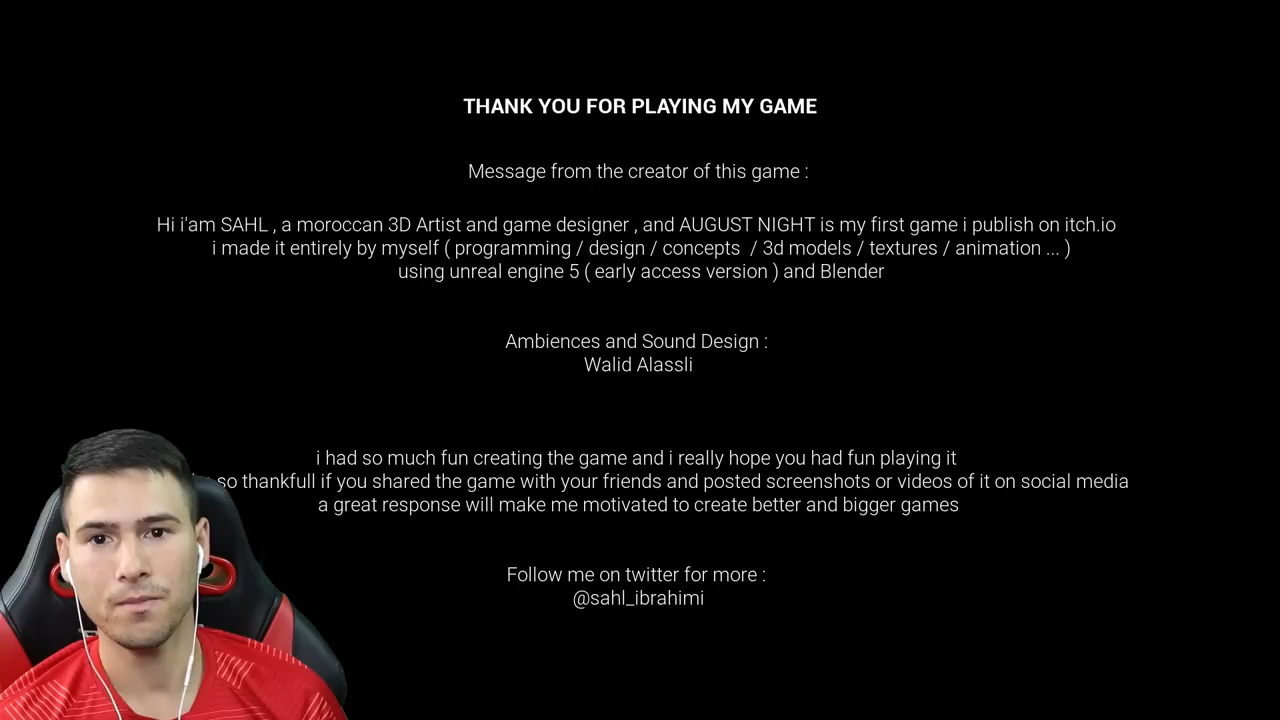 THANK YOU FOR PLAYING MY GAME
Message from the creator of this game :
Hi i'am SAHL , a moroccan 3D Artist and game designer , and AUGUST NIGHT is my first game i publish on itch.io
i made it entirely by myself ( programming / design / concepts / 3d models / textures / animation ... )
using unreal engine 5 ( early access version ) and Blender
Ambiences and Sound Design :
Walid Alassli
i had so much fun creating the game and i really hope you had fun playing it
so thankfull if you shared the game with your friends and posted screenshots or videos of it on social media
a great response will make me motivated to create better and bigger games
Follow me on twitter for more :
@sahl_ibrahimi